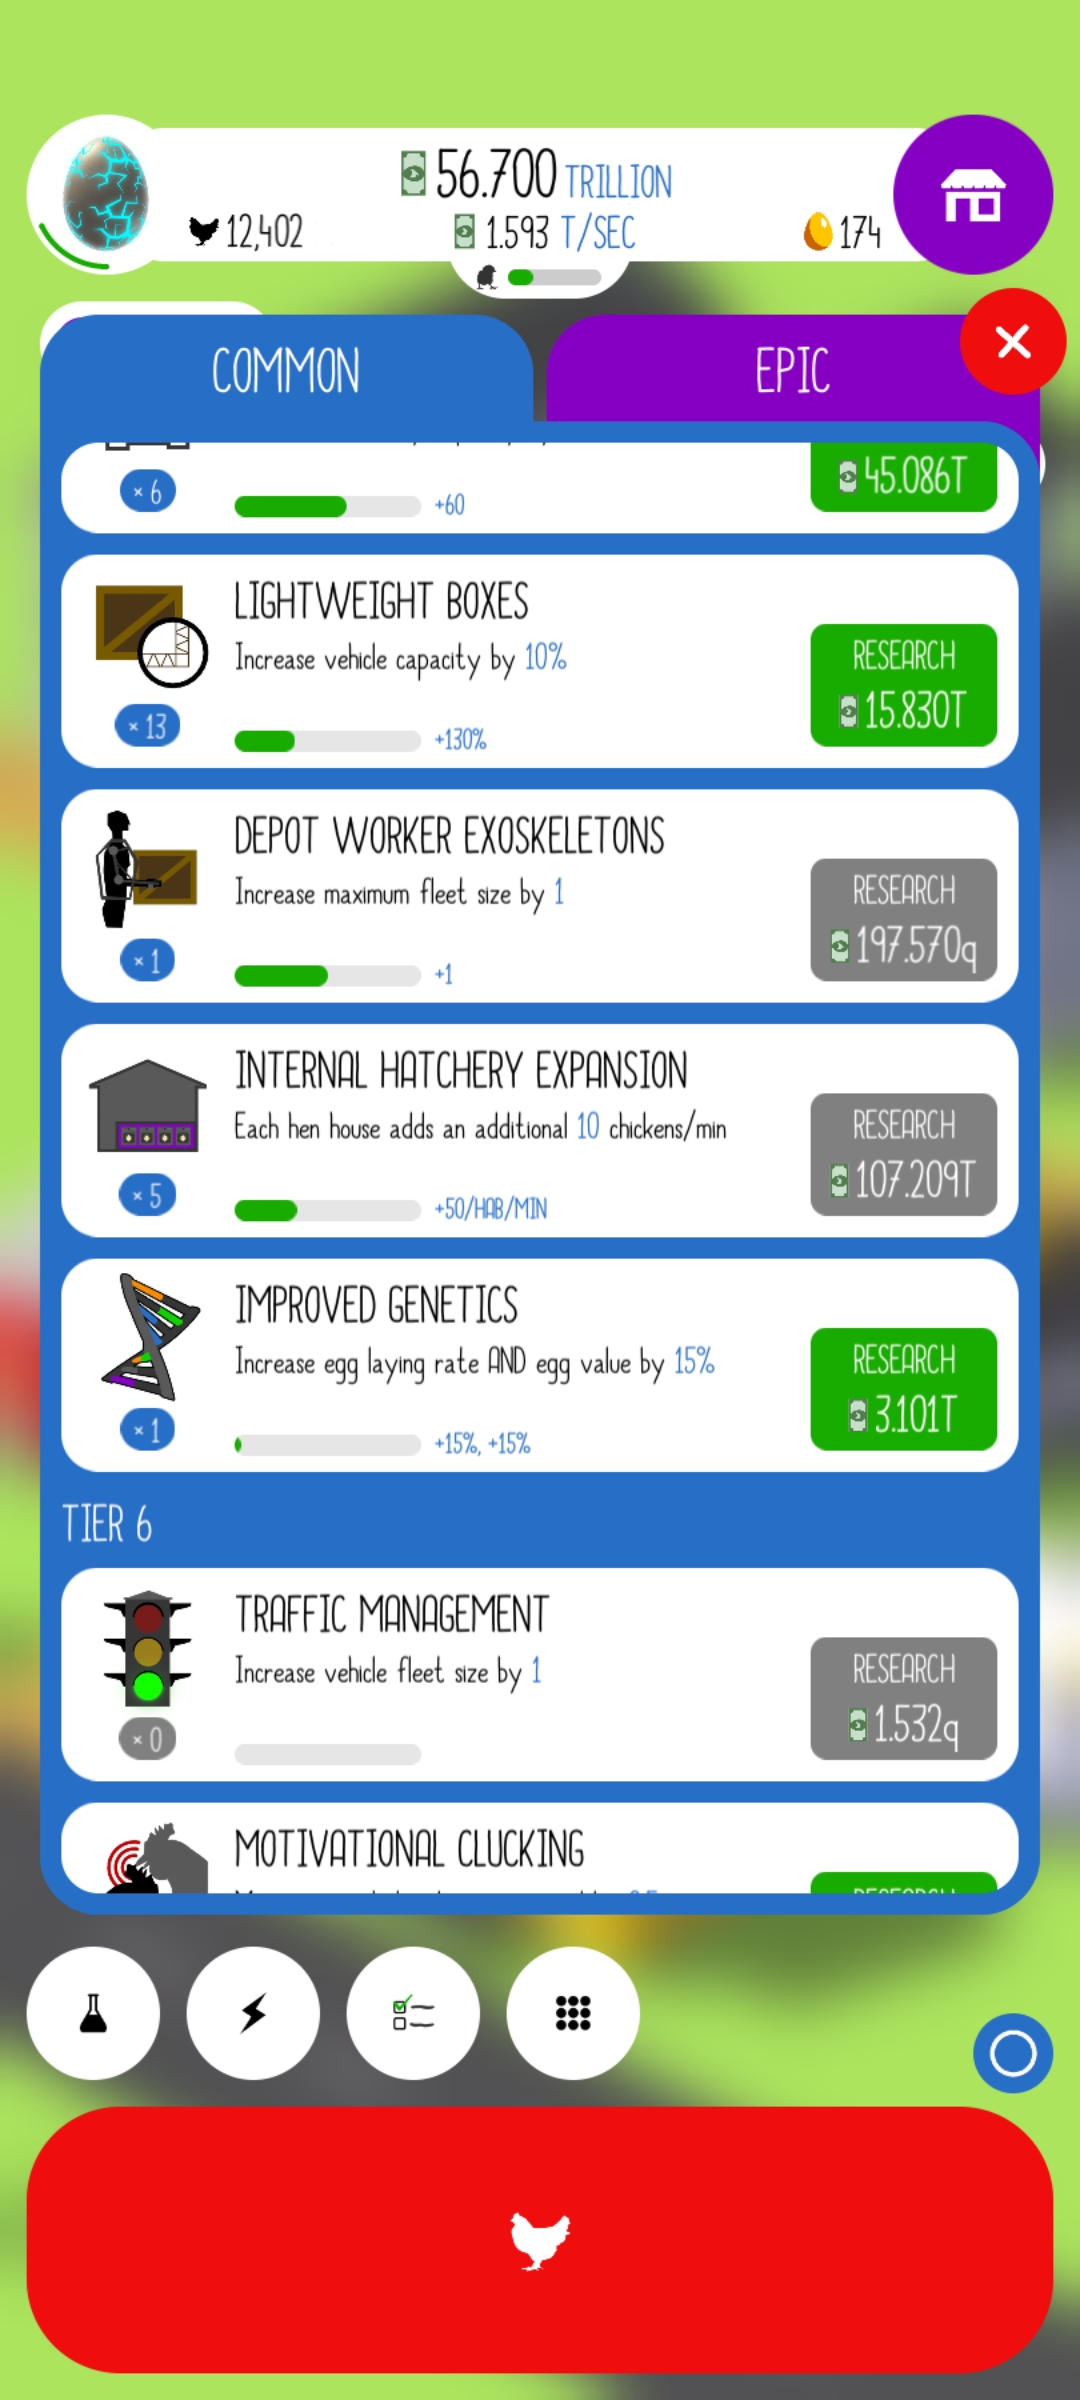 56.700 TRILLION
12,402
1.593 T/SEC
174
COMMON
EPIC
× 6
+60
45.086T
LIGHTWEIGHT BOXES
Increase vehicle capacity by 10%
× 13
+130%
RESEARCH
15.830T
DEPOT WORKER EXOSKELETONS
Increase maximum fleet size by 1
× 1
+1
RESEARCH
197.570q
INTERNAL HATCHERY EXPANSION
Each hen house adds an additional 10 chickens/min
× 5
+50/HAB/MIN
RESEARCH
107.209T
IMPROVED GENETICS
Increase egg laying rate AND egg value by 15%
× 1
+15%, +15%
RESEARCH
3.101T
TIER 6
TRAFFIC MANAGEMENT
Increase vehicle fleet size by 1
× 0
RESEARCH
1.532q
MOTIVATIONAL CLUCKING